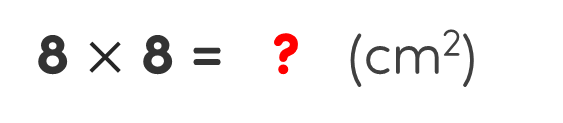 8 × 8 = ? (cm²)